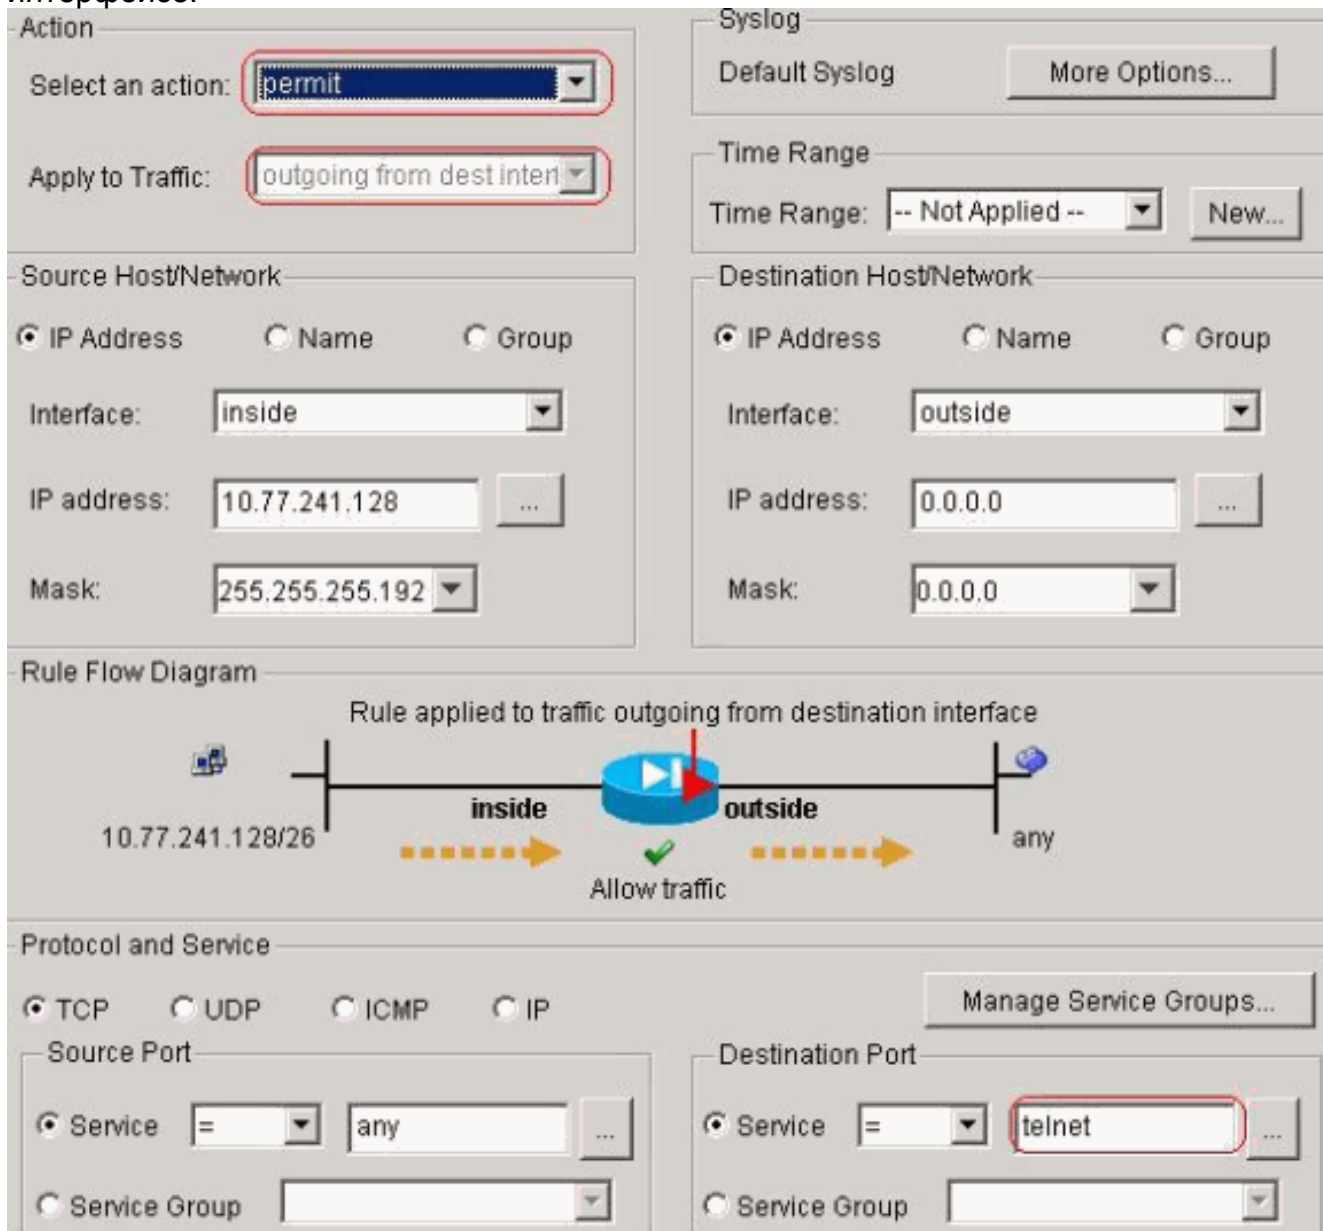 интерфейсе.
Action
Select an action: permit
Apply to Traffic: outgoing from dest interf
Syslog
Default Syslog More Options...
Time Range
Time Range: -- Not Applied -- New...
Source Host/Network
IP Address Name Group
Interface: inside
IP address: 10.77.241.128 ...
Mask: 255.255.255.192
Destination Host/Network
IP Address Name Group
Interface: outside
IP address: 0.0.0.0 ...
Mask: 0.0.0.0
Rule Flow Diagram
Rule applied to traffic outgoing from destination interface
inside outside
10.77.241.128/26 any
Allow traffic
Protocol and Service
TCP UDP ICMP IP Manage Service Groups...
Source Port
Service = any ...
Service Group
Destination Port
Service = telnet ...
Service Group